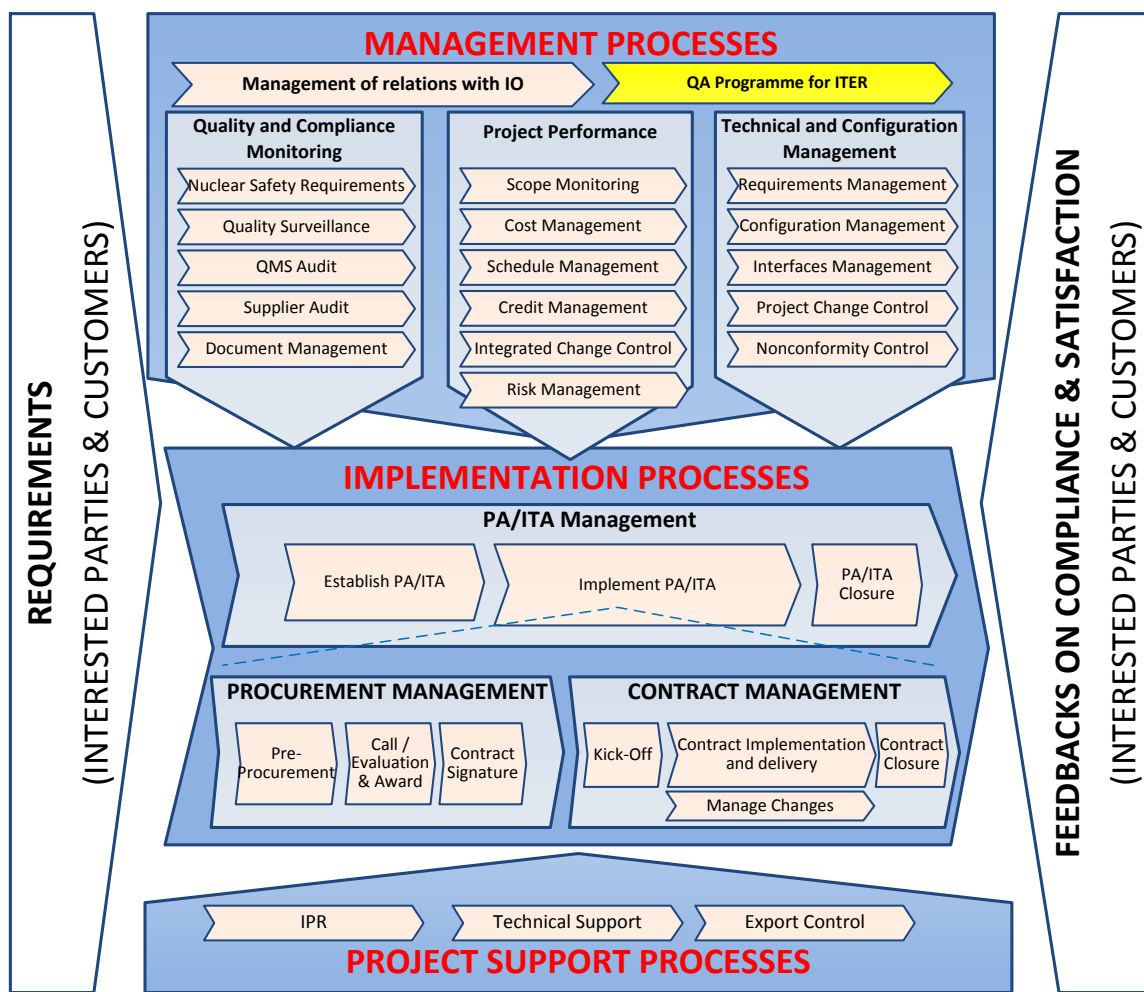 REQUIREMENTS
(INTERESTED PARTIES & CUSTOMERS)
MANAGEMENT PROCESSES
Management of relations with IO
QA Programme for ITER
Quality and Compliance
Monitoring
Nuclear Safety Requirements
Quality Surveillance
QMS Audit
Supplier Audit
Document Management
Project Performance
Scope Monitoring
Cost Management
Schedule Management
Credit Management
Integrated Change Control
Risk Management
Technical and Configuration
Management
Requirements Management
Configuration Management
Interfaces Management
Project Change Control
Nonconformity Control
IMPLEMENTATION PROCESSES
PA/ITA Management
Establish PA/ITA
Implement PA/ITA
PA/ITA
Closure
PROCUREMENT MANAGEMENT
Pre-
Procurement
Call /
Evaluation
& Award
Contract
Signature
CONTRACT MANAGEMENT
Kick-Off
Contract Implementation
and delivery
Contract
Closure
Manage Changes
IPR
Technical Support
Export Control
PROJECT SUPPORT PROCESSES
FEEDBACKS ON COMPLIANCE & SATISFACTION
(INTERESTED PARTIES & CUSTOMERS)